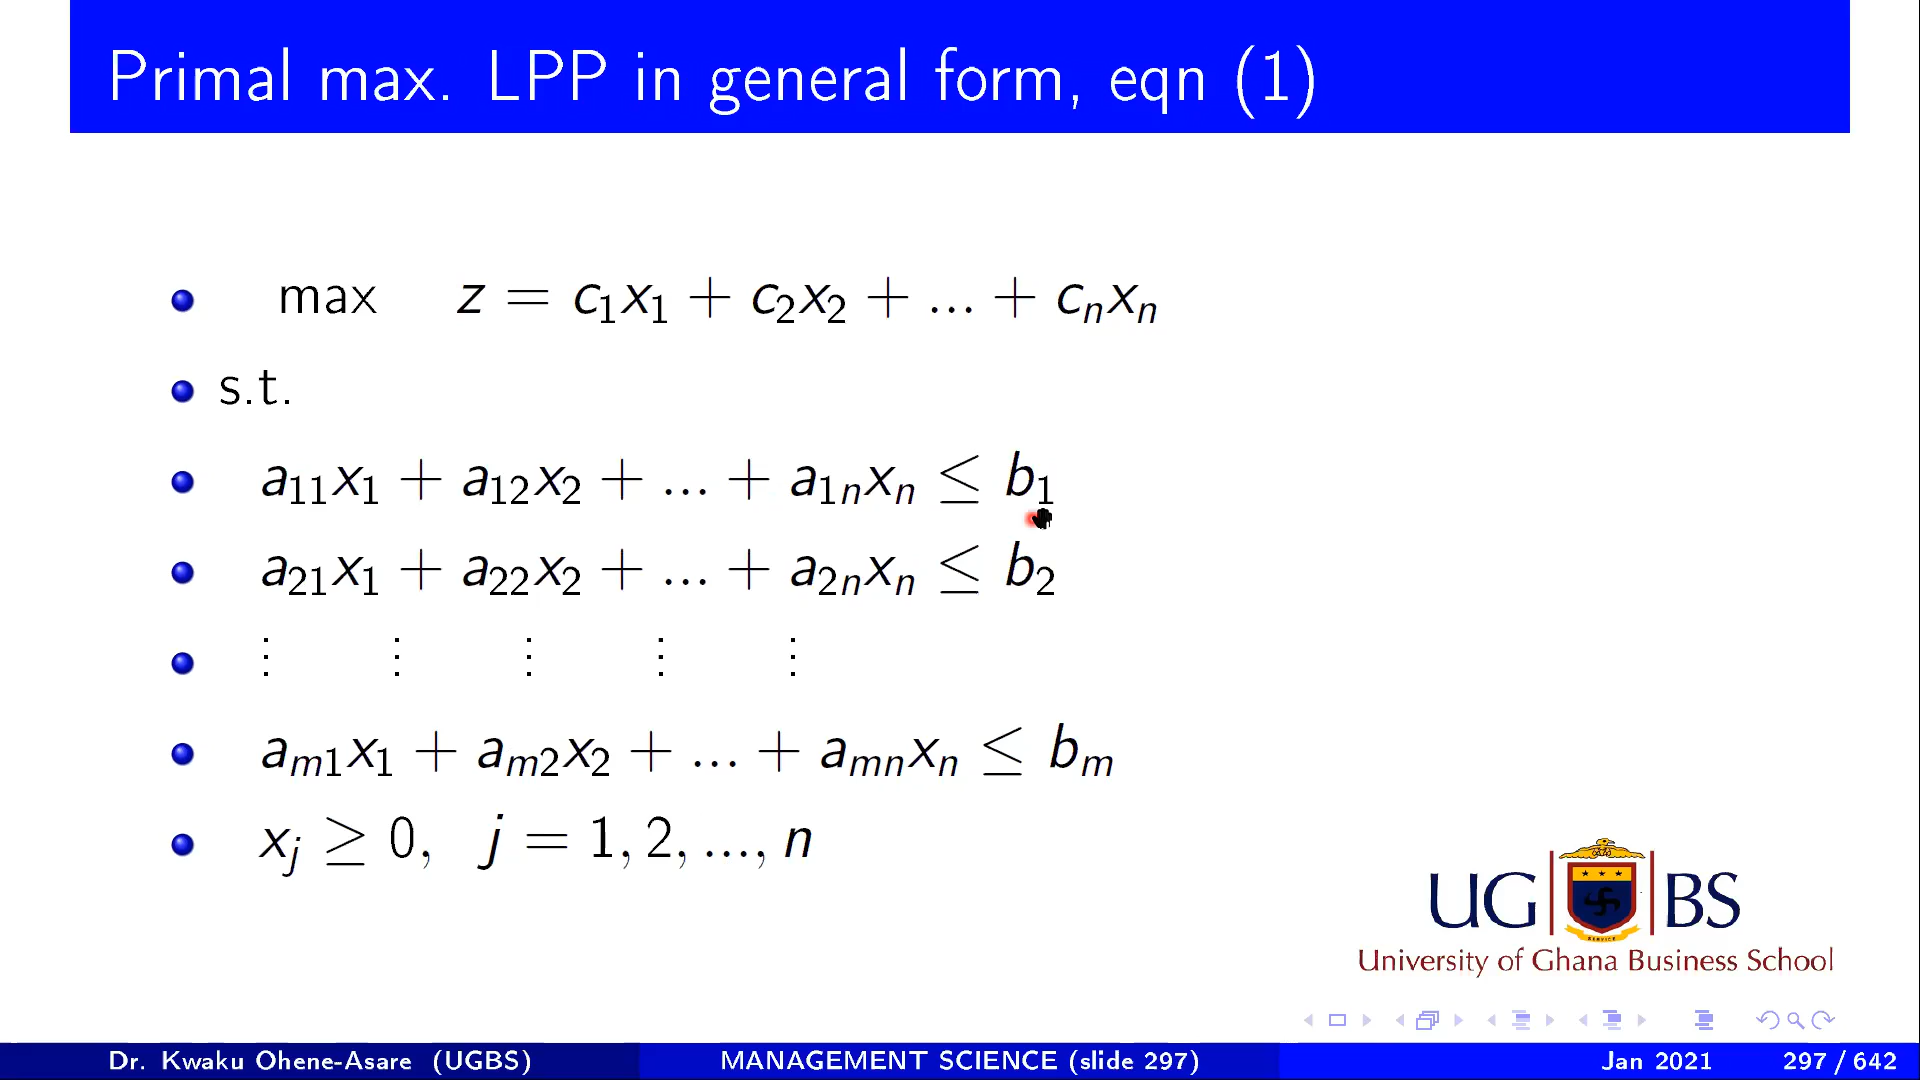 Primal max. LPP in general form, eqn (1)
max z = c₁x₁ + c₂x₂ + ... + cₙxₙ
s.t.
a₁₁x₁ + a₁₂x₂ + ... + a₁ₙxₙ ≤ b₁
a₂₁x₁ + a₂₂x₂ + ... + a₂ₙxₙ ≤ b₂
⋮ ⋮ ⋮ ⋮ ⋮
aₘ₁x₁ + aₘ₂x₂ + ... + aₘₙxₙ ≤ bₘ
xⱼ ≥ 0, j = 1, 2, ..., n
UG BS
SERVICE
University of Ghana Business School
Dr. Kwaku Ohene-Asare (UGBS) MANAGEMENT SCIENCE (slide 297) Jan 2021 297 / 642